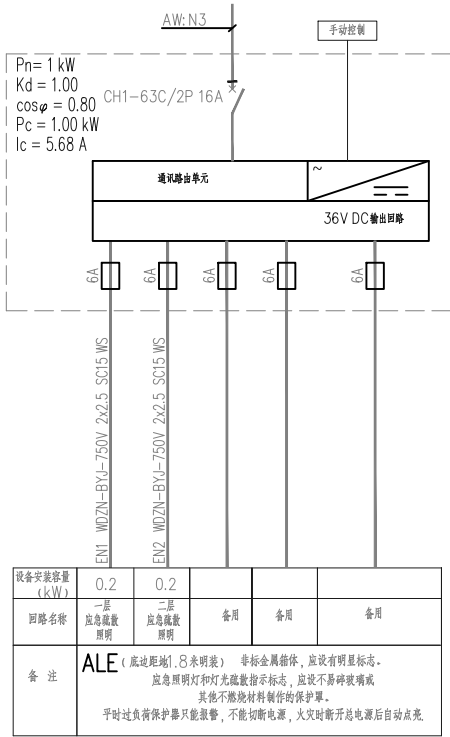 AW:N3
手动控制
Pn= 1 kW
Kd = 1.00
cosφ = 0.80
Pc = 1.00 kW
Ic = 5.68 A
CH1-63C/2P 16A
通讯路由单元
~
36V DC输出回路
6A
6A
6A
6A
6A
EN1 WDZN-BYJ-750V 2x2.5 SC15 WS
EN2 WDZN-BYJ-750V 2x2.5 SC15 WS
设备安装容量
(kW)
0.2
0.2
回路名称
一层
应急疏散
照明
二层
应急疏散
照明
备用
备用
备用
备 注
ALE(底边距地1.8米明装) 非标金属箱体,应设有明显标志。
应急照明灯和灯光疏散指示标志,应设不易碎玻璃或
其他不燃烧材料制作的保护罩。
平时过负荷保护器只能报警,不能切断电源,火灾时断开总电源后自动点亮.